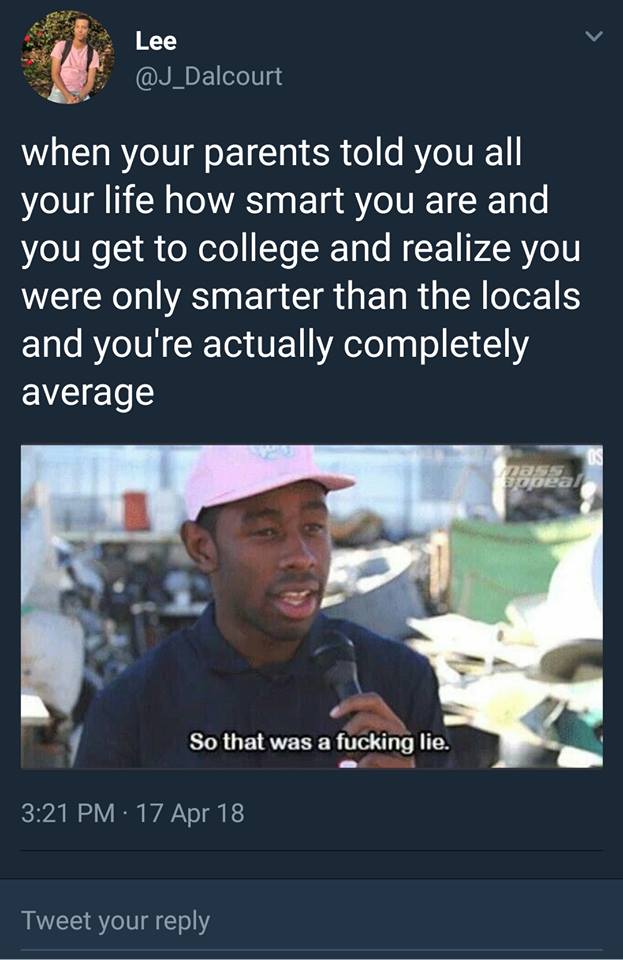 Lee
@J_Dalcourt
when your parents told you all
your life how smart you are and
you get to college and realize you
were only smarter than the locals
and you're actually completely
average
mass
appeal
So that was a fucking lie.
3:21 PM · 17 Apr 18
Tweet your reply